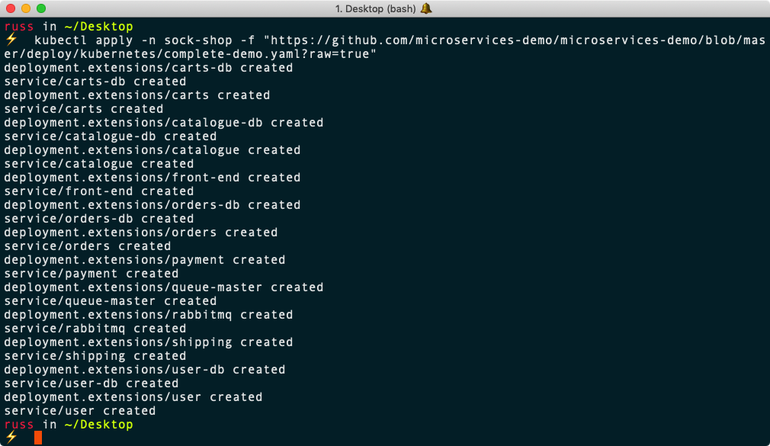 1. Desktop (bash)
russ in ~/Desktop
⚡ kubectl apply -n sock-shop -f "https://github.com/microservices-demo/microservices-demo/blob/mas
er/deploy/kubernetes/complete-demo.yaml?raw=true"
deployment.extensions/carts-db created
service/carts-db created
deployment.extensions/carts created
service/carts created
deployment.extensions/catalogue-db created
service/catalogue-db created
deployment.extensions/catalogue created
service/catalogue created
deployment.extensions/front-end created
service/front-end created
deployment.extensions/orders-db created
service/orders-db created
deployment.extensions/orders created
service/orders created
deployment.extensions/payment created
service/payment created
deployment.extensions/queue-master created
service/queue-master created
deployment.extensions/rabbitmq created
service/rabbitmq created
deployment.extensions/shipping created
service/shipping created
deployment.extensions/user-db created
service/user-db created
deployment.extensions/user created
service/user created
russ in ~/Desktop
⚡